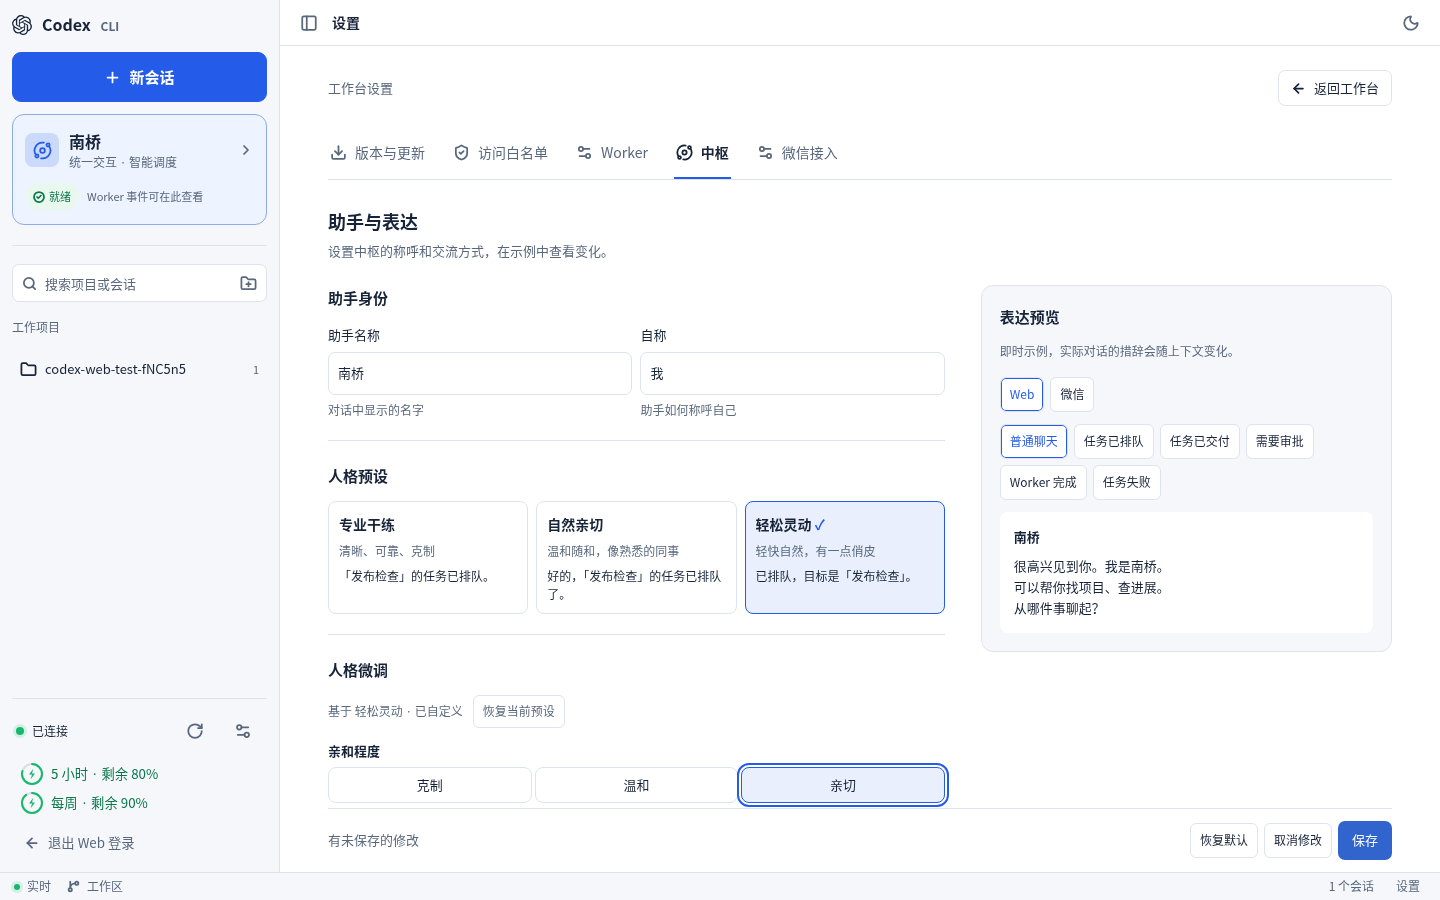 Codex CLI
新会话
南桥
统一交互 · 智能调度
就绪
Worker 事件可在此查看
搜索项目或会话
工作项目
codex-web-test-fNC5n5
1
已连接
5 小时 · 剩余 80%
每周 · 剩余 90%
退出 Web 登录
设置
工作台设置
返回工作台
版本与更新
访问白名单
Worker
中枢
微信接入
助手与表达
设置中枢的称呼和交流方式，在示例中查看变化。
助手身份
助手名称
自称
南桥
我
对话中显示的名字
助手如何称呼自己
人格预设
专业干练
清晰、可靠、克制
「发布检查」的任务已排队。
自然亲切
温和随和，像熟悉的同事
好的，「发布检查」的任务已排队
了。
轻松灵动 ✓
轻快自然，有一点俏皮
已排队，目标是「发布检查」。
人格微调
基于 轻松灵动 · 已自定义
恢复当前预设
亲和程度
克制
温和
亲切
表达预览
即时示例，实际对话的措辞会随上下文变化。
Web
微信
普通聊天
任务已排队
任务已交付
需要审批
Worker 完成
任务失败
南桥
很高兴见到你。我是南桥。
可以帮你找项目、查进展。
从哪件事聊起？
有未保存的修改
恢复默认
取消修改
保存
实时
工作区
1 个会话
设置